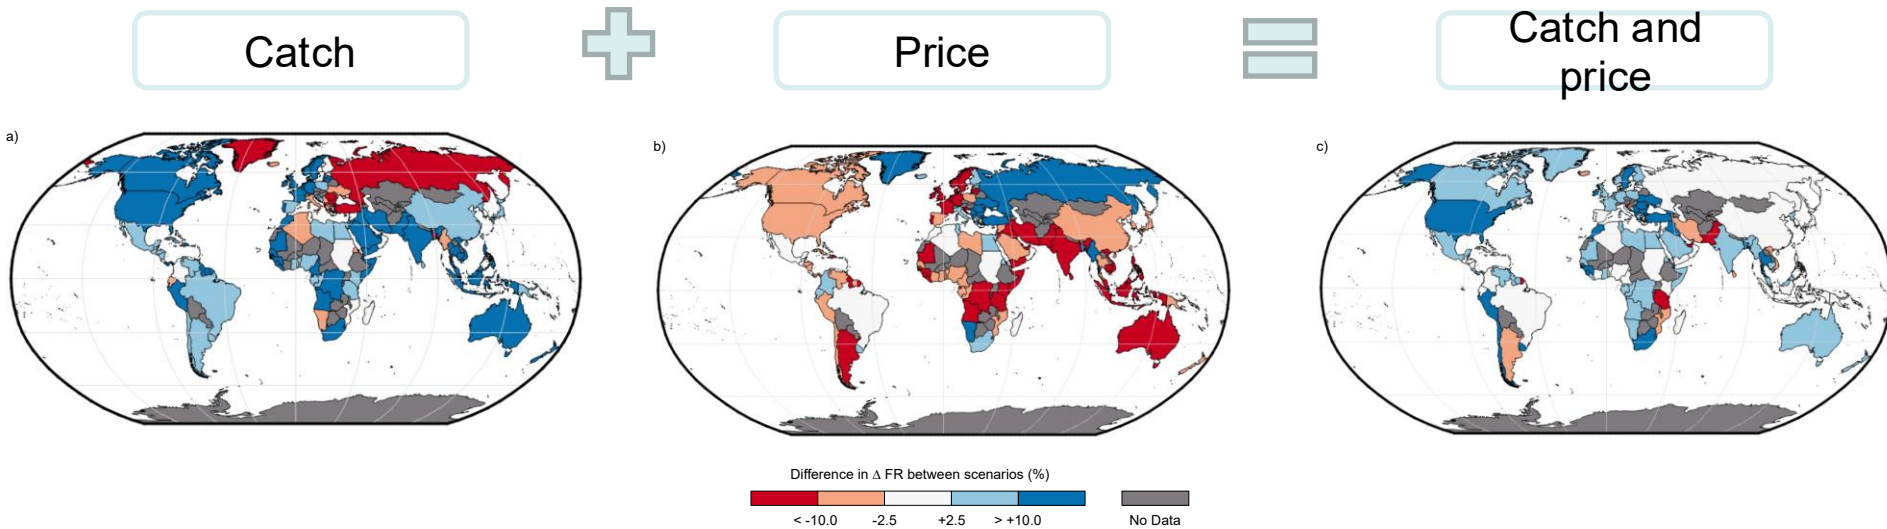 Catch
Price
Catch and
price
a)
b)
c)
Difference in Δ FR between scenarios (%)
< -10.0 -2.5 +2.5 > +10.0 No Data